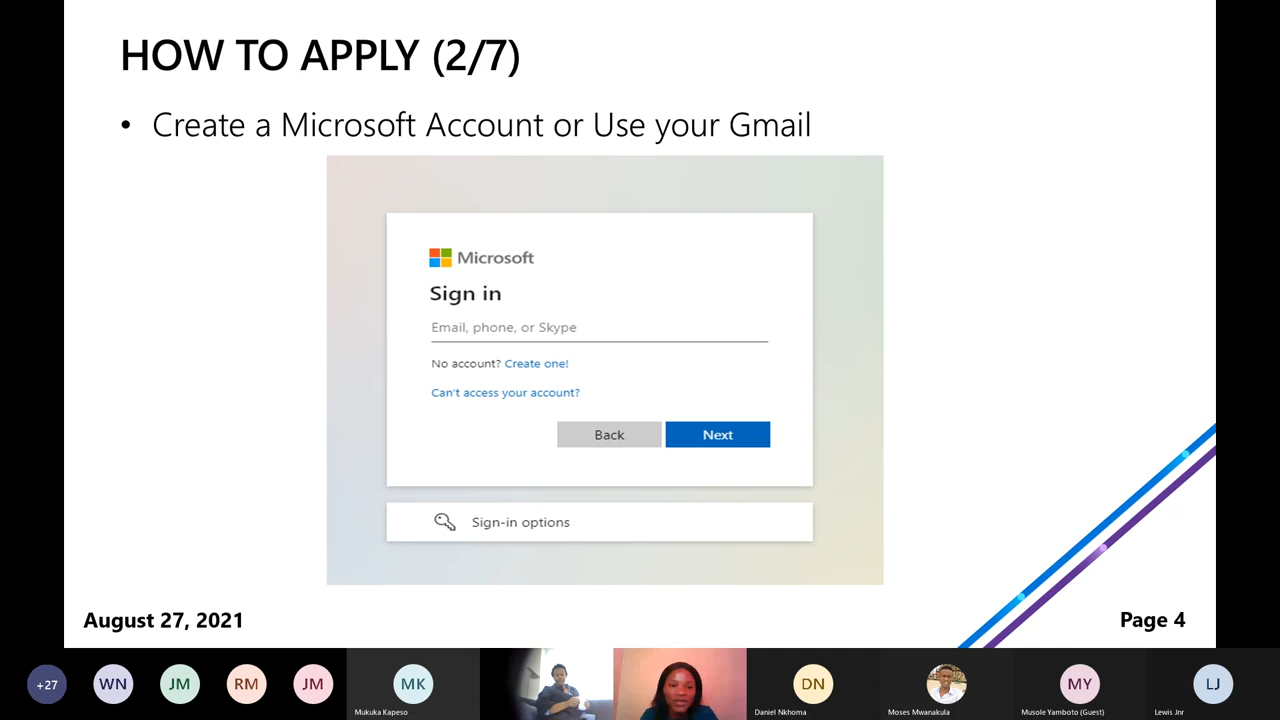 HOW TO APPLY (2/7)
• Create a Microsoft Account or Use your Gmail
Microsoft
Sign in
Email, phone, or Skype
No account? Create one!
Can't access your account?
Back
Next
Sign-in options
August 27, 2021
Page 4
+27
WN
JM
RM
JM
MK
Mukuka Kapeso
DN
Daniel Nkhoma
Moses Mwanakula
MY
Musole Yamboto (Guest)
LJ
Lewis Jnr